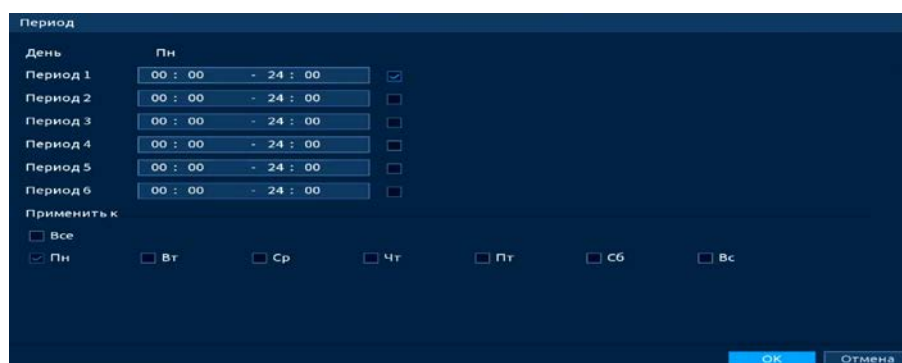 Период
День Пн
Период 1 00 : 00 - 24 : 00
Период 2 00 : 00 - 24 : 00
Период 3 00 : 00 - 24 : 00
Период 4 00 : 00 - 24 : 00
Период 5 00 : 00 - 24 : 00
Период 6 00 : 00 - 24 : 00
Применить к
Все
Пн Вт Ср Чт Пт Сб Вс
OK Отмена